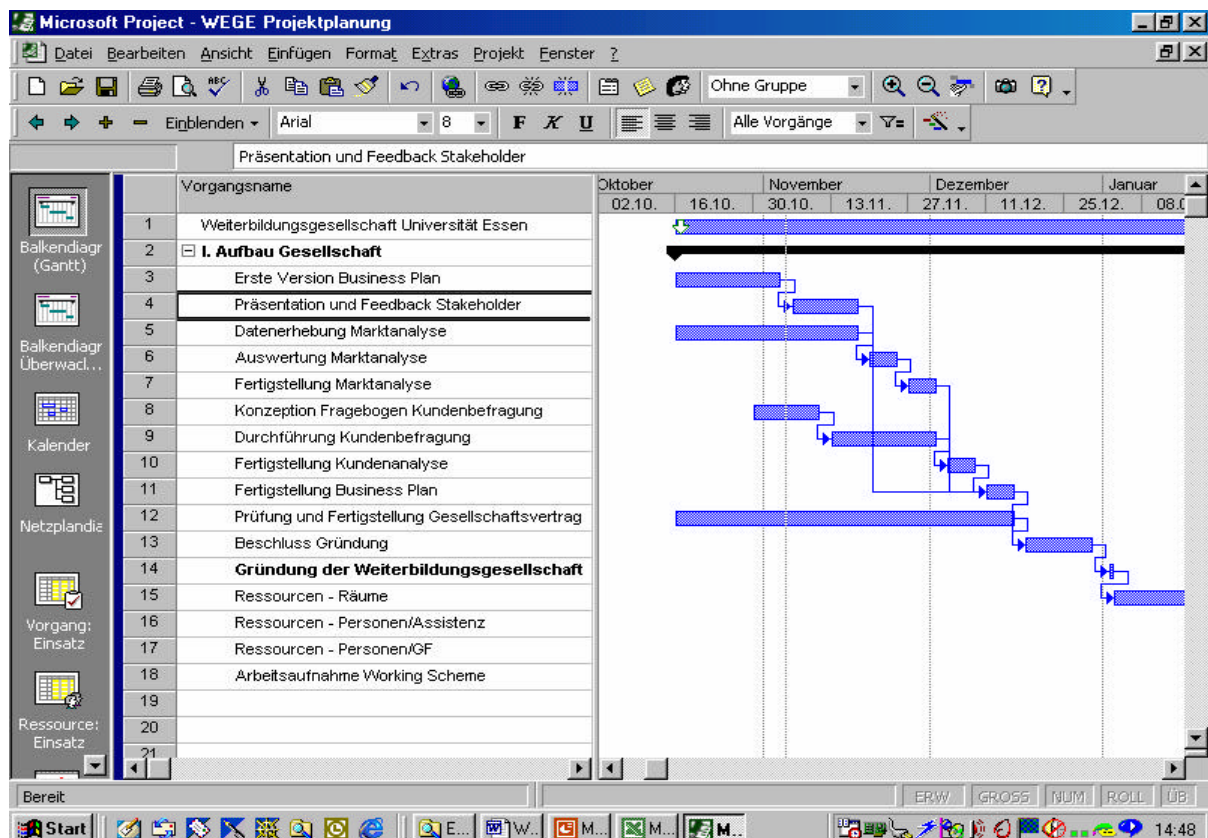 Microsoft Project - WEGE Projektplanung
Datei Bearbeiten Ansicht Einfügen Format Extras Projekt Fenster ?
ABC Ohne Gruppe
Einblenden Arial 8 F K U Alle Vorgänge
Präsentation und Feedback Stakeholder
Vorgangsname Oktober November Dezember Januar
02.10. 16.10. 30.10. 13.11. 27.11. 11.12. 25.12. 08.0
1 Weiterbildungsgesellschaft Universität Essen
2 I. Aufbau Gesellschaft
3 Erste Version Business Plan
4 Präsentation und Feedback Stakeholder
5 Datenerhebung Marktanalyse
6 Auswertung Marktanalyse
7 Fertigstellung Marktanalyse
8 Konzeption Fragebogen Kundenbefragung
9 Durchführung Kundenbefragung
10 Fertigstellung Kundenanalyse
11 Fertigstellung Business Plan
12 Prüfung und Fertigstellung Gesellschaftsvertrag
13 Beschluss Gründung
14 Gründung der Weiterbildungsgesellschaft
15 Ressourcen - Räume
16 Ressourcen - Personen/Assistenz
17 Ressourcen - Personen/GF
18 Arbeitsaufnahme Working Scheme
19
20
21
Balkendiagr
(Gantt)
Balkendiagr
Überwacl...
Kalender
Netzplandia
Vorgang:
Einsatz
Ressource:
Einsatz
Bereit ERW GROSS NUM ROLL ÜB
Start E... W... M... M... M.. 14:48